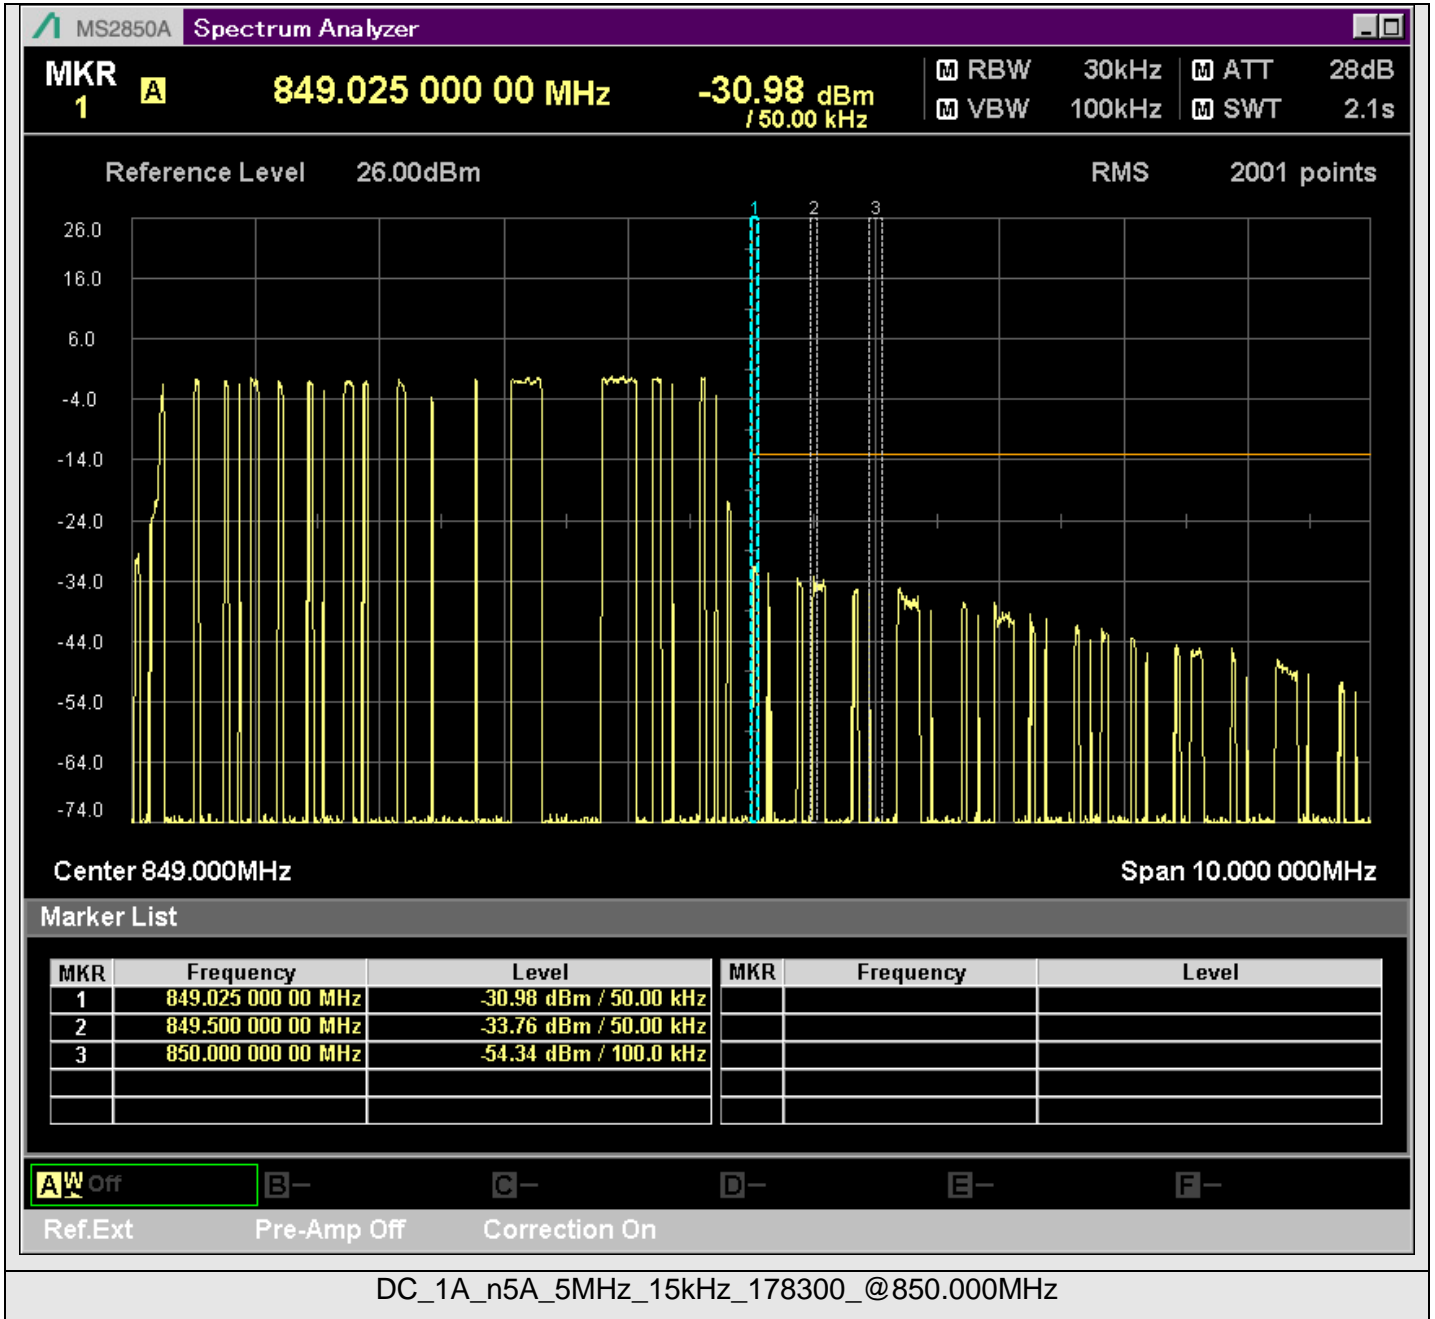 MS2850A Spectrum Analyzer
MKR 1 A 849.025 000 00 MHz -30.98 dBm / 50.00 kHz
M RBW 30kHz M ATT 28dB
M VBW 100kHz M SWT 2.1s
Reference Level 26.00dBm RMS 2001 points
1 2 3
26.0
16.0
6.0
-4.0
-14.0
-24.0
-34.0
-44.0
-54.0
-64.0
-74.0
Center 849.000MHz Span 10.000 000MHz
Marker List
MKR Frequency Level MKR Frequency Level
1 849.025 000 00 MHz -30.98 dBm / 50.00 kHz
2 849.500 000 00 MHz -33.76 dBm / 50.00 kHz
3 850.000 000 00 MHz -54.34 dBm / 100.0 kHz
A W Off B — C — D — E — F —
Ref.Ext Pre-Amp Off Correction On
DC_1A_n5A_5MHz_15kHz_178300_@850.000MHz